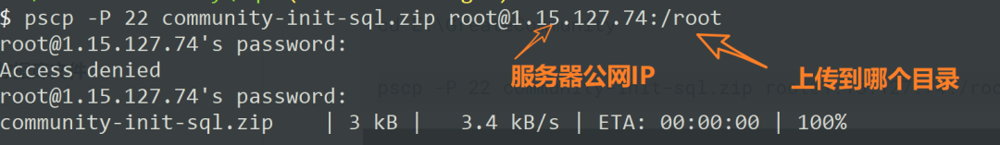 $ pscp -P 22 community-init-sql.zip root@1.15.127.74:/root
root@1.15.127.74's password:
Access denied
服务器公网IP
上传到哪个目录
root@1.15.127.74's password:
community-init-sql.zip | 3 kB | 3.4 kB/s | ETA: 00:00:00 | 100%